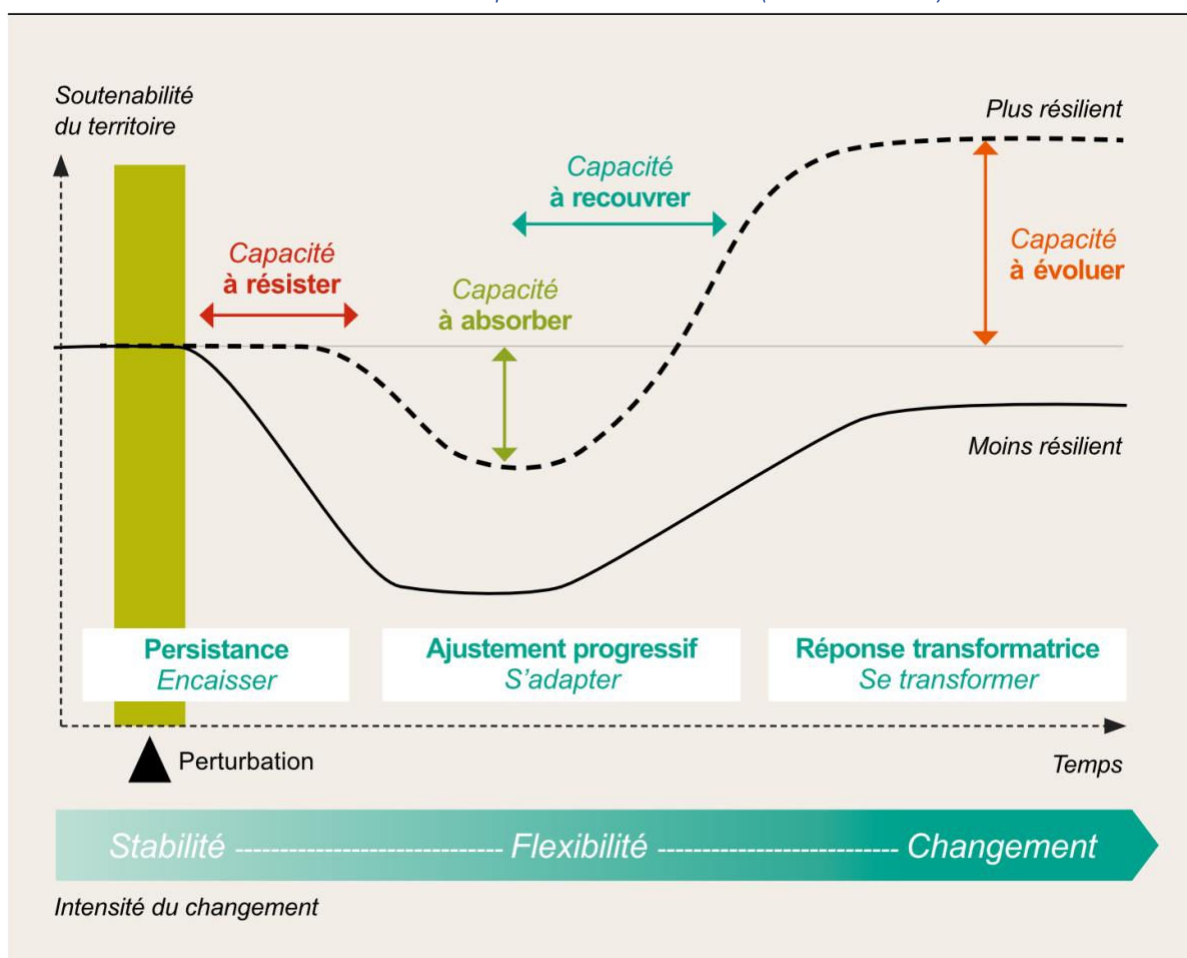 Soutenabilité
du territoire
Plus résilient
Capacité
à recouvrer
Capacité
à résister
Capacité
à absorber
Capacité
à évoluer
Moins résilient
Persistance
Encaisser
Ajustement progressif
S'adapter
Réponse transformatrice
Se transformer
Perturbation
Temps
Stabilité ---------------------------- Flexibilité ------------------------- Changement
Intensité du changement